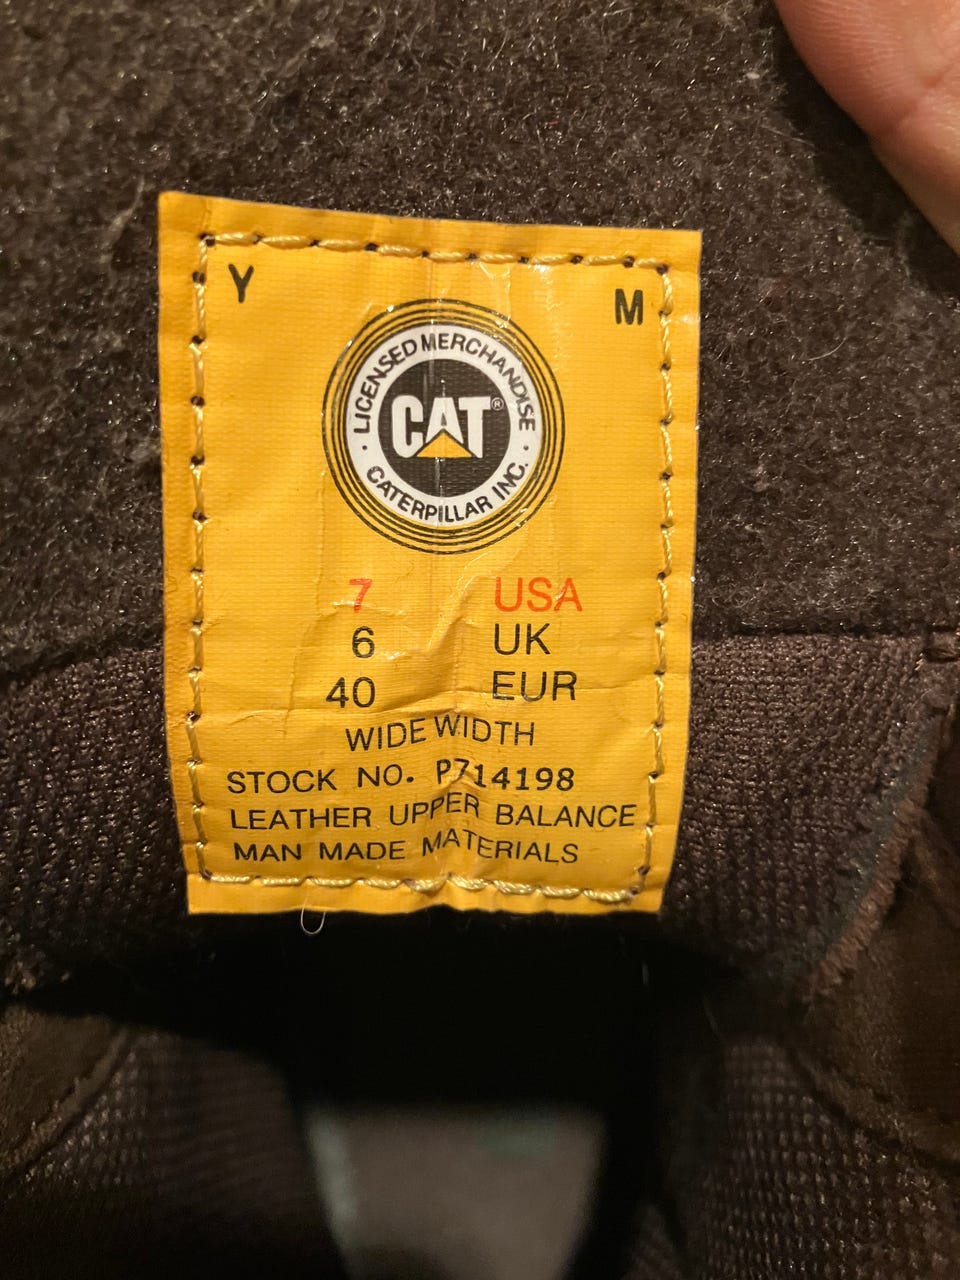 Y M
LICENSED MERCHANDISE
CAT®
· CATERPILLAR INC. ·
7 USA
6 UK
40 EUR
WIDE WIDTH
STOCK NO. P714198
LEATHER UPPER BALANCE
MAN MADE MATERIALS